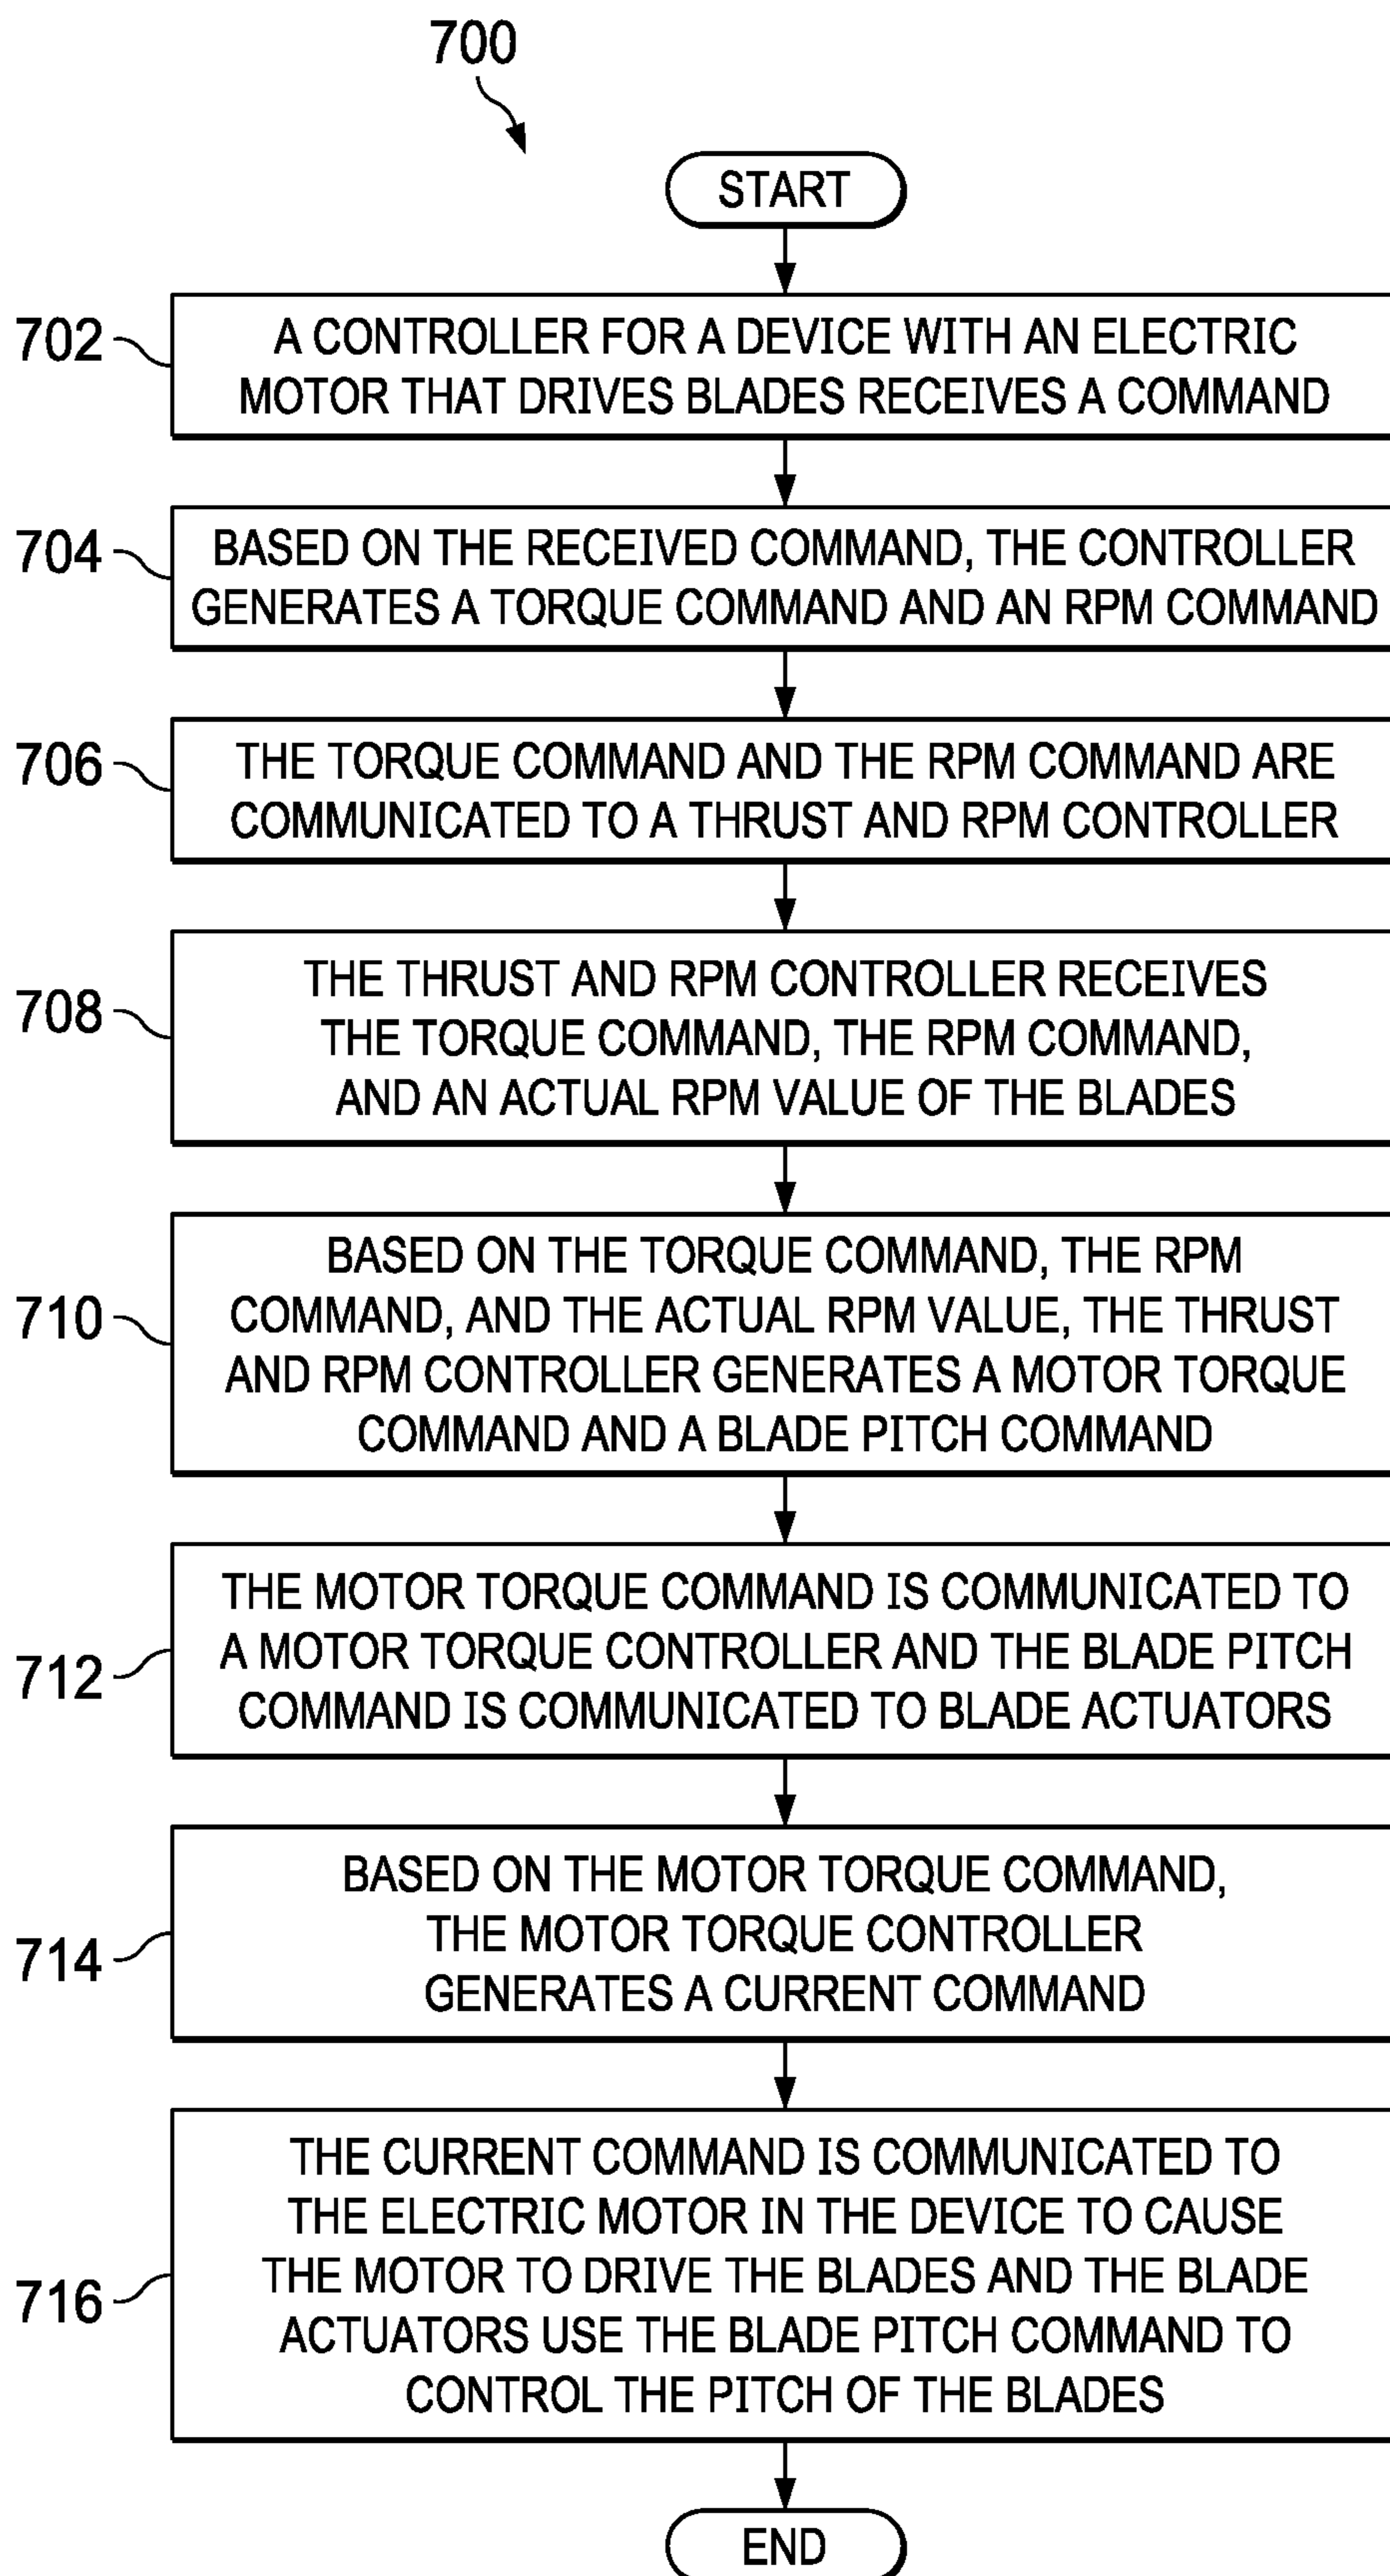 700
START
702
A CONTROLLER FOR A DEVICE WITH AN ELECTRIC
MOTOR THAT DRIVES BLADES RECEIVES A COMMAND
704
BASED ON THE RECEIVED COMMAND, THE CONTROLLER
GENERATES A TORQUE COMMAND AND AN RPM COMMAND
706
THE TORQUE COMMAND AND THE RPM COMMAND ARE
COMMUNICATED TO A THRUST AND RPM CONTROLLER
708
THE THRUST AND RPM CONTROLLER RECEIVES
THE TORQUE COMMAND, THE RPM COMMAND,
AND AN ACTUAL RPM VALUE OF THE BLADES
710
BASED ON THE TORQUE COMMAND, THE RPM
COMMAND, AND THE ACTUAL RPM VALUE, THE THRUST
AND RPM CONTROLLER GENERATES A MOTOR TORQUE
COMMAND AND A BLADE PITCH COMMAND
712
THE MOTOR TORQUE COMMAND IS COMMUNICATED TO
A MOTOR TORQUE CONTROLLER AND THE BLADE PITCH
COMMAND IS COMMUNICATED TO BLADE ACTUATORS
714
BASED ON THE MOTOR TORQUE COMMAND,
THE MOTOR TORQUE CONTROLLER
GENERATES A CURRENT COMMAND
716
THE CURRENT COMMAND IS COMMUNICATED TO
THE ELECTRIC MOTOR IN THE DEVICE TO CAUSE
THE MOTOR TO DRIVE THE BLADES AND THE BLADE
ACTUATORS USE THE BLADE PITCH COMMAND TO
CONTROL THE PITCH OF THE BLADES
END